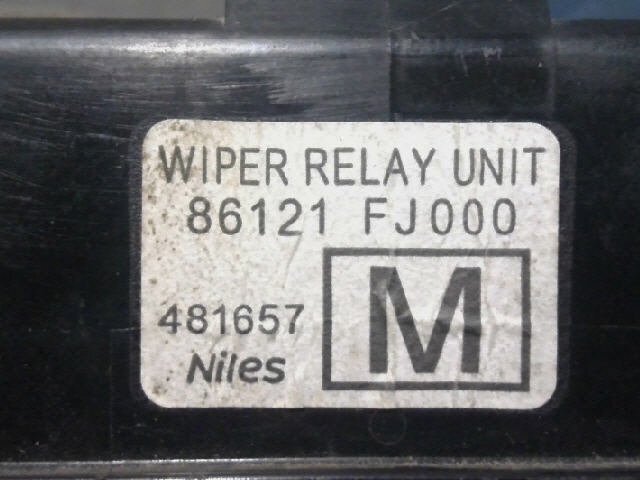 WIPER RELAY UNIT
86121 FJ000
481657
M
Niles